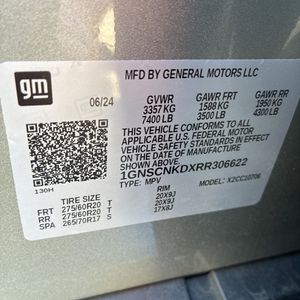 gm
MFD BY GENERAL MOTORS LLC
06/24 GVWR GAWR FRT GAWR RR
3357 KG 1588 KG 1950 KG
7400 LB 3500 LB 4300 LB
THIS VEHICLE CONFORMS TO ALL
APPLICABLE U.S. FEDERAL MOTOR
VEHICLE SAFETY STANDARDS IN
EFFECT ON THE DATE OF MANUFACTURE
SHOWN ABOVE.
1GNSCNKDXRR306622
130H TYPE: MPV MODEL: X2CC10706
TIRE SIZE RIM
FRT 275/60R20 T 20X9J
RR 275/60R20 T 20X9J
SPA 265/70R17 S 17X8J